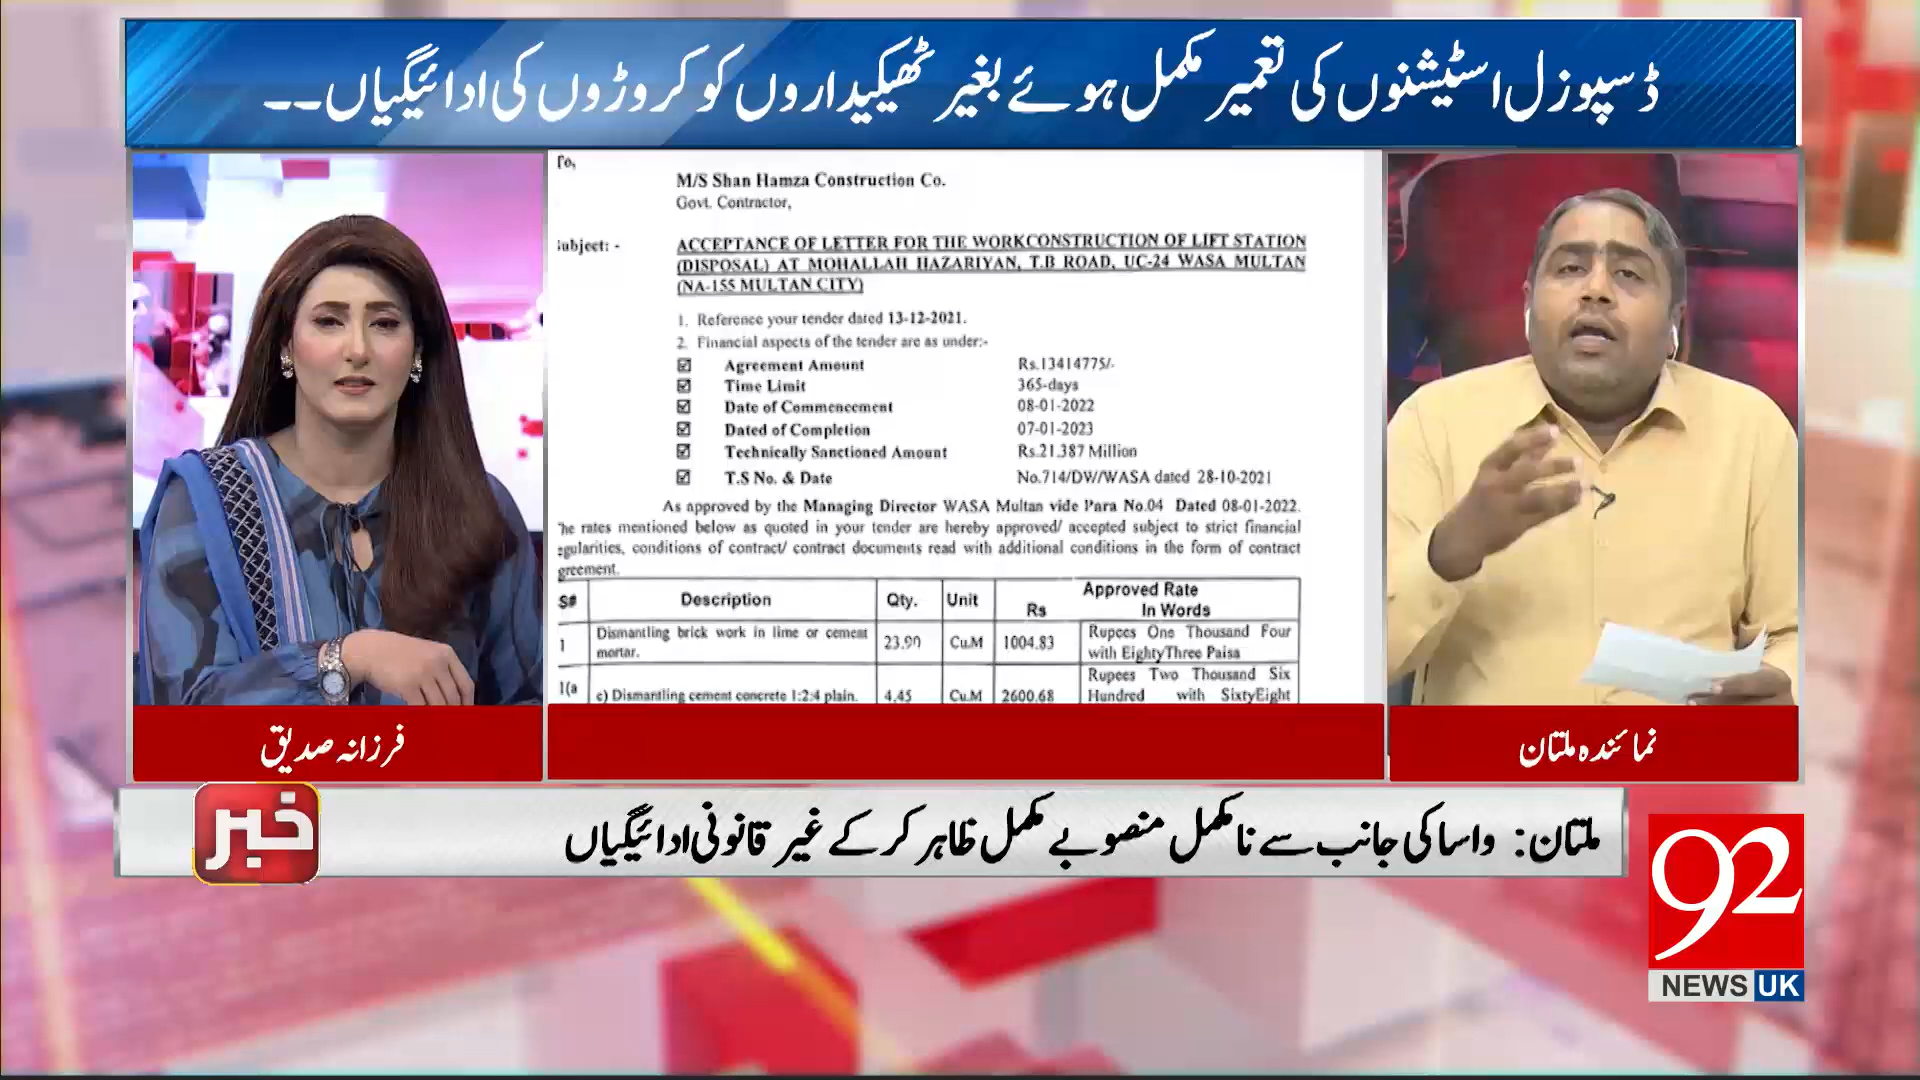 ڈسپوزل اسٹیشنوں کی تعمیر مکمل ہوئے بغیر ٹھیکیداروں کو کروڑوں کی ادائیگیاں۔۔
To,
M/S Shan Hamza Construction Co.
Govt. Contractor,
ubject: -
ACCEPTANCE OF LETTER FOR THE WORKCONSTRUCTION OF LIFT STATION
(DISPOSAL) AT MOHALLAH HAZARIYAN, T.B ROAD, UC-24 WASA MULTAN
(NA-155 MULTAN CITY)
1. Reference your tender dated 13-12-2021.
2. Financial aspects of the tender are as under:-
☑ Agreement Amount Rs.13414775/-
☑ Time Limit 365-days
☑ Date of Commencement 08-01-2022
☑ Dated of Completion 07-01-2023
☑ Technically Sanctioned Amount Rs.21.387 Million
☑ T.S No. & Date No.714/DW/WASA dated 28-10-2021
As approved by the Managing Director WASA Multan vide Para No.04 Dated 08-01-2022.
he rates mentioned below as quoted in your tender are hereby approved/ accepted subject to strict financial
egularities, conditions of contract/ contract documents read with additional conditions in the form of contract
greement.
S# Description Qty. Unit Rs Approved Rate In Words
1 Dismantling brick work in lime or cement mortar. 23.90 Cu.M 1004.83 Rupees One Thousand Four with EightyThree Paisa
1(a c) Dismantling cement concrete 1:2:4 plain. 4.45 Cu.M 2600.68 Rupees Two Thousand Six Hundred with SixtyEight
فرزانہ صدیق
نمائندہ ملتان
خبر
ملتان: واسا کی جانب سے نامکمل منصوبے مکمل ظاہر کر کے غیر قانونی ادائیگیاں
92
NEWS UK